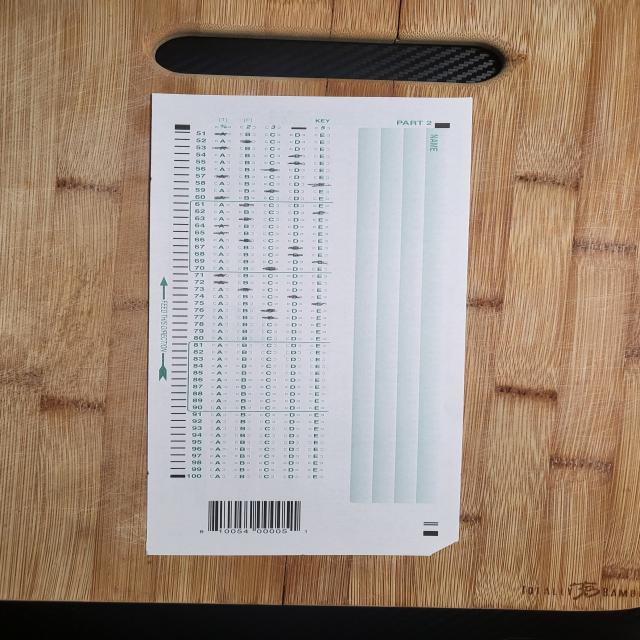 (T) (F) KEY
PART 2
NAME
51 A B C D E
52 A B C D E
53 A B C D E
54 A B C D E
55 A B C D E
56 A B C D E
57 A B C D E
58 A B C D E
59 A B C D E
60 A B C D E
61 A B C D E
62 A B C D E
63 A B C D E
64 A B C D E
65 A B C D E
66 A B C D E
67 A B C D E
68 A B C D E
69 A B C D E
70 A B C D E
71 A B C D E
72 A B C D E
73 A B C D E
74 A B C D E
75 A B C D E
76 A B C D E
77 A B C D E
78 A B C D E
79 A B C D E
80 A B C D E
81 A B C D E
82 A B C D E
83 A B C D E
84 A B C D E
85 A B C D E
86 A B C D E
87 A B C D E
88 A B C D E
89 A B C D E
90 A B C D E
91 A B C D E
92 A B C D E
93 A B C D E
94 A B C D E
95 A B C D E
96 A B C D E
97 A B C D E
98 A B C D E
99 A B C D E
100 A B C D E
FEED THIS DIRECTION
10054 00005 1
TOTALLY BAMB